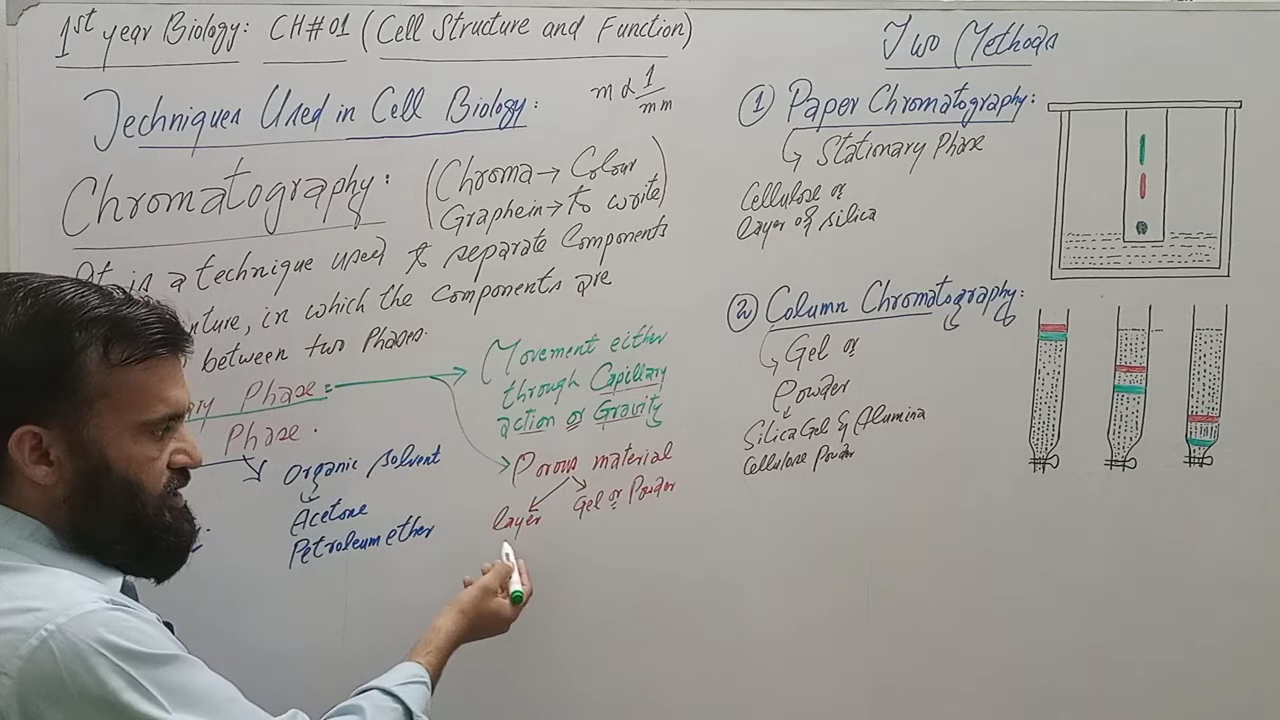 1st year Biology: CH#01 (Cell Structure and Function)
Techniques Used in Cell Biology:
m ∝ 1/mm
Chromatography:
(Chroma → Colour
Graphein → to write)
It is a technique used to separate Components
ture, in which the components are
between two Phases.
ary Phase:
Phase.
Organic Solvent
Acetone
Petroleum ether
Movement either
through Capillary
action or Gravity
Porous material
layer
Gel or Powder
Two Methods
① Paper Chromatography:
Stationary Phase
Cellulose or
layer of silica
② Column Chromatography:
Gel or
Powder
Silica Gel & Alumina
Cellulose Powder